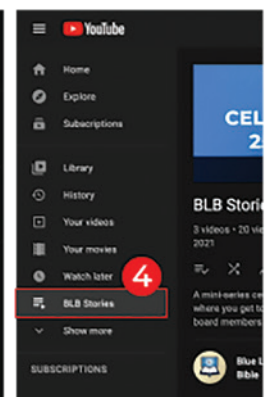 YouTube
Home
Explore
Subscriptions
Library
History
Your videos
Your movies
Watch later
4
BLB Stories
Show more
SUBSCRIPTIONS
CEL
2
BLB Stori
3 videos • 20 vie
2021
A mini-series ce
where you get to
board members
Blue L
Bible